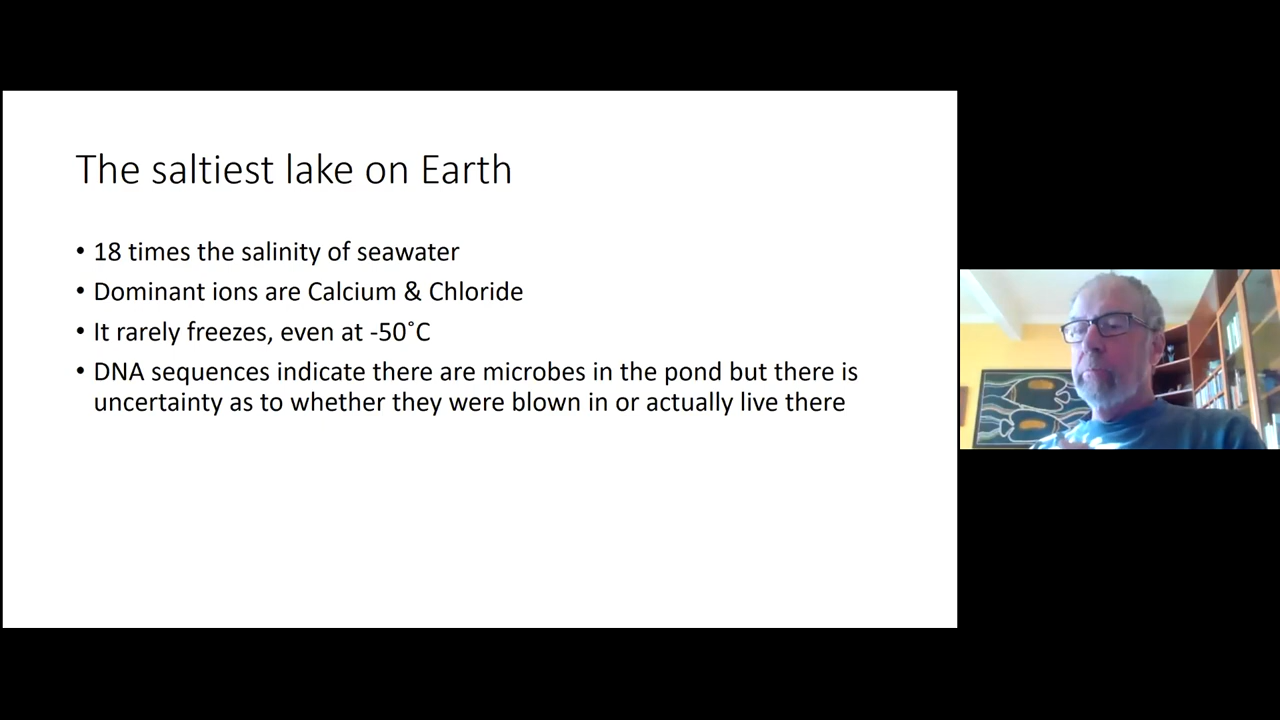 The saltiest lake on Earth
• 18 times the salinity of seawater
• Dominant ions are Calcium & Chloride
• It rarely freezes, even at -50˚C
• DNA sequences indicate there are microbes in the pond but there is
uncertainty as to whether they were blown in or actually live there